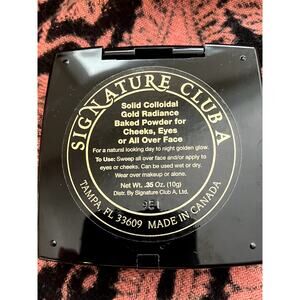 SIGNATURE CLUB A
Solid Colloidal
Gold Radiance
Baked Powder for
Cheeks, Eyes
or All Over Face
For a natural looking day to night golden glow.
To Use: Sweep all over face and/or apply to
eyes or cheeks. Can be used wet or dry.
Wear over makeup or alone.
Net Wt. .35 Oz. (10g)
Distr. By Signature Club A, Ltd.
TAMPA, FL 33609 MADE IN CANADA